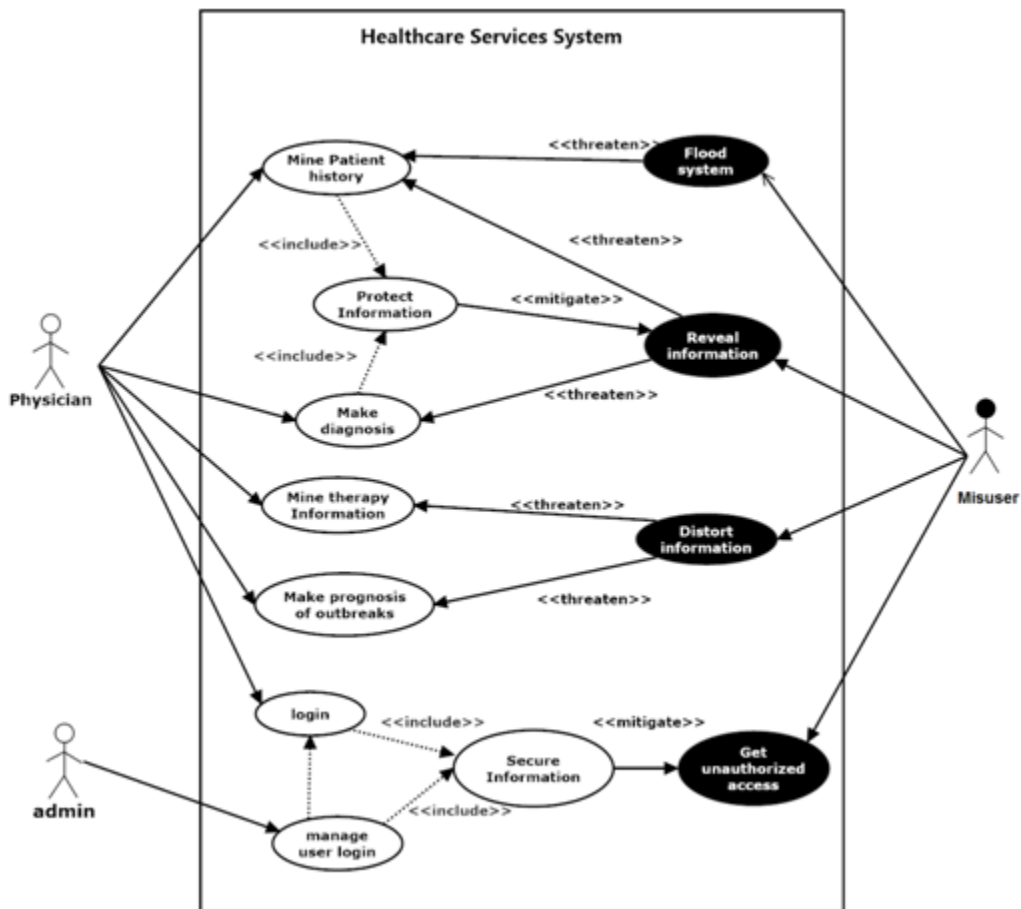 Healthcare Services System
<<threaten>>
Mine Patient
history
Flood
system
<<include>>
<<threaten>>
Protect
Information
<<mitigate>>
Reveal
information
<<include>>
<<threaten>>
Physician
Make
diagnosis
Misuser
Mine therapy
Information
<<threaten>>
Distort
information
Make prognosis
of outbreaks
<<threaten>>
login
<<include>>
<<mitigate>>
Secure
Information
Get
unauthorized
access
admin
<<include>>
manage
user login